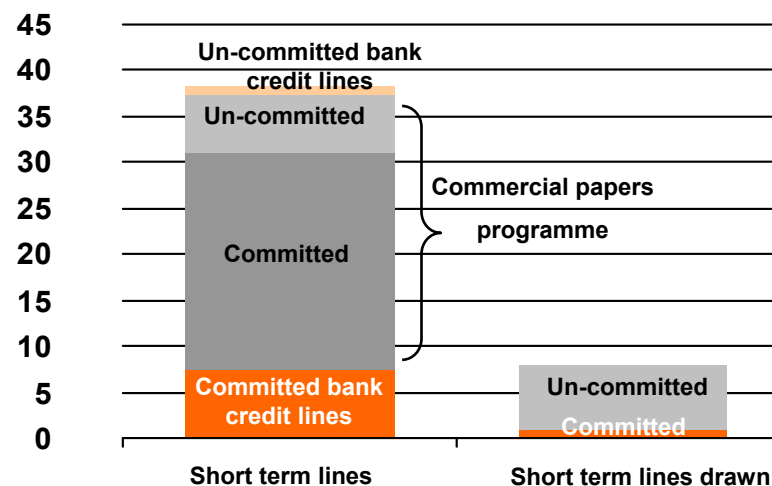 45
40
35
30
25
20
15
10
5
0
Un-committed bank
credit lines
Un-committed
Commercial papers
programme
Committed
Committed bank
credit lines
Un-committed
Committed
Short term lines
Short term lines drawn